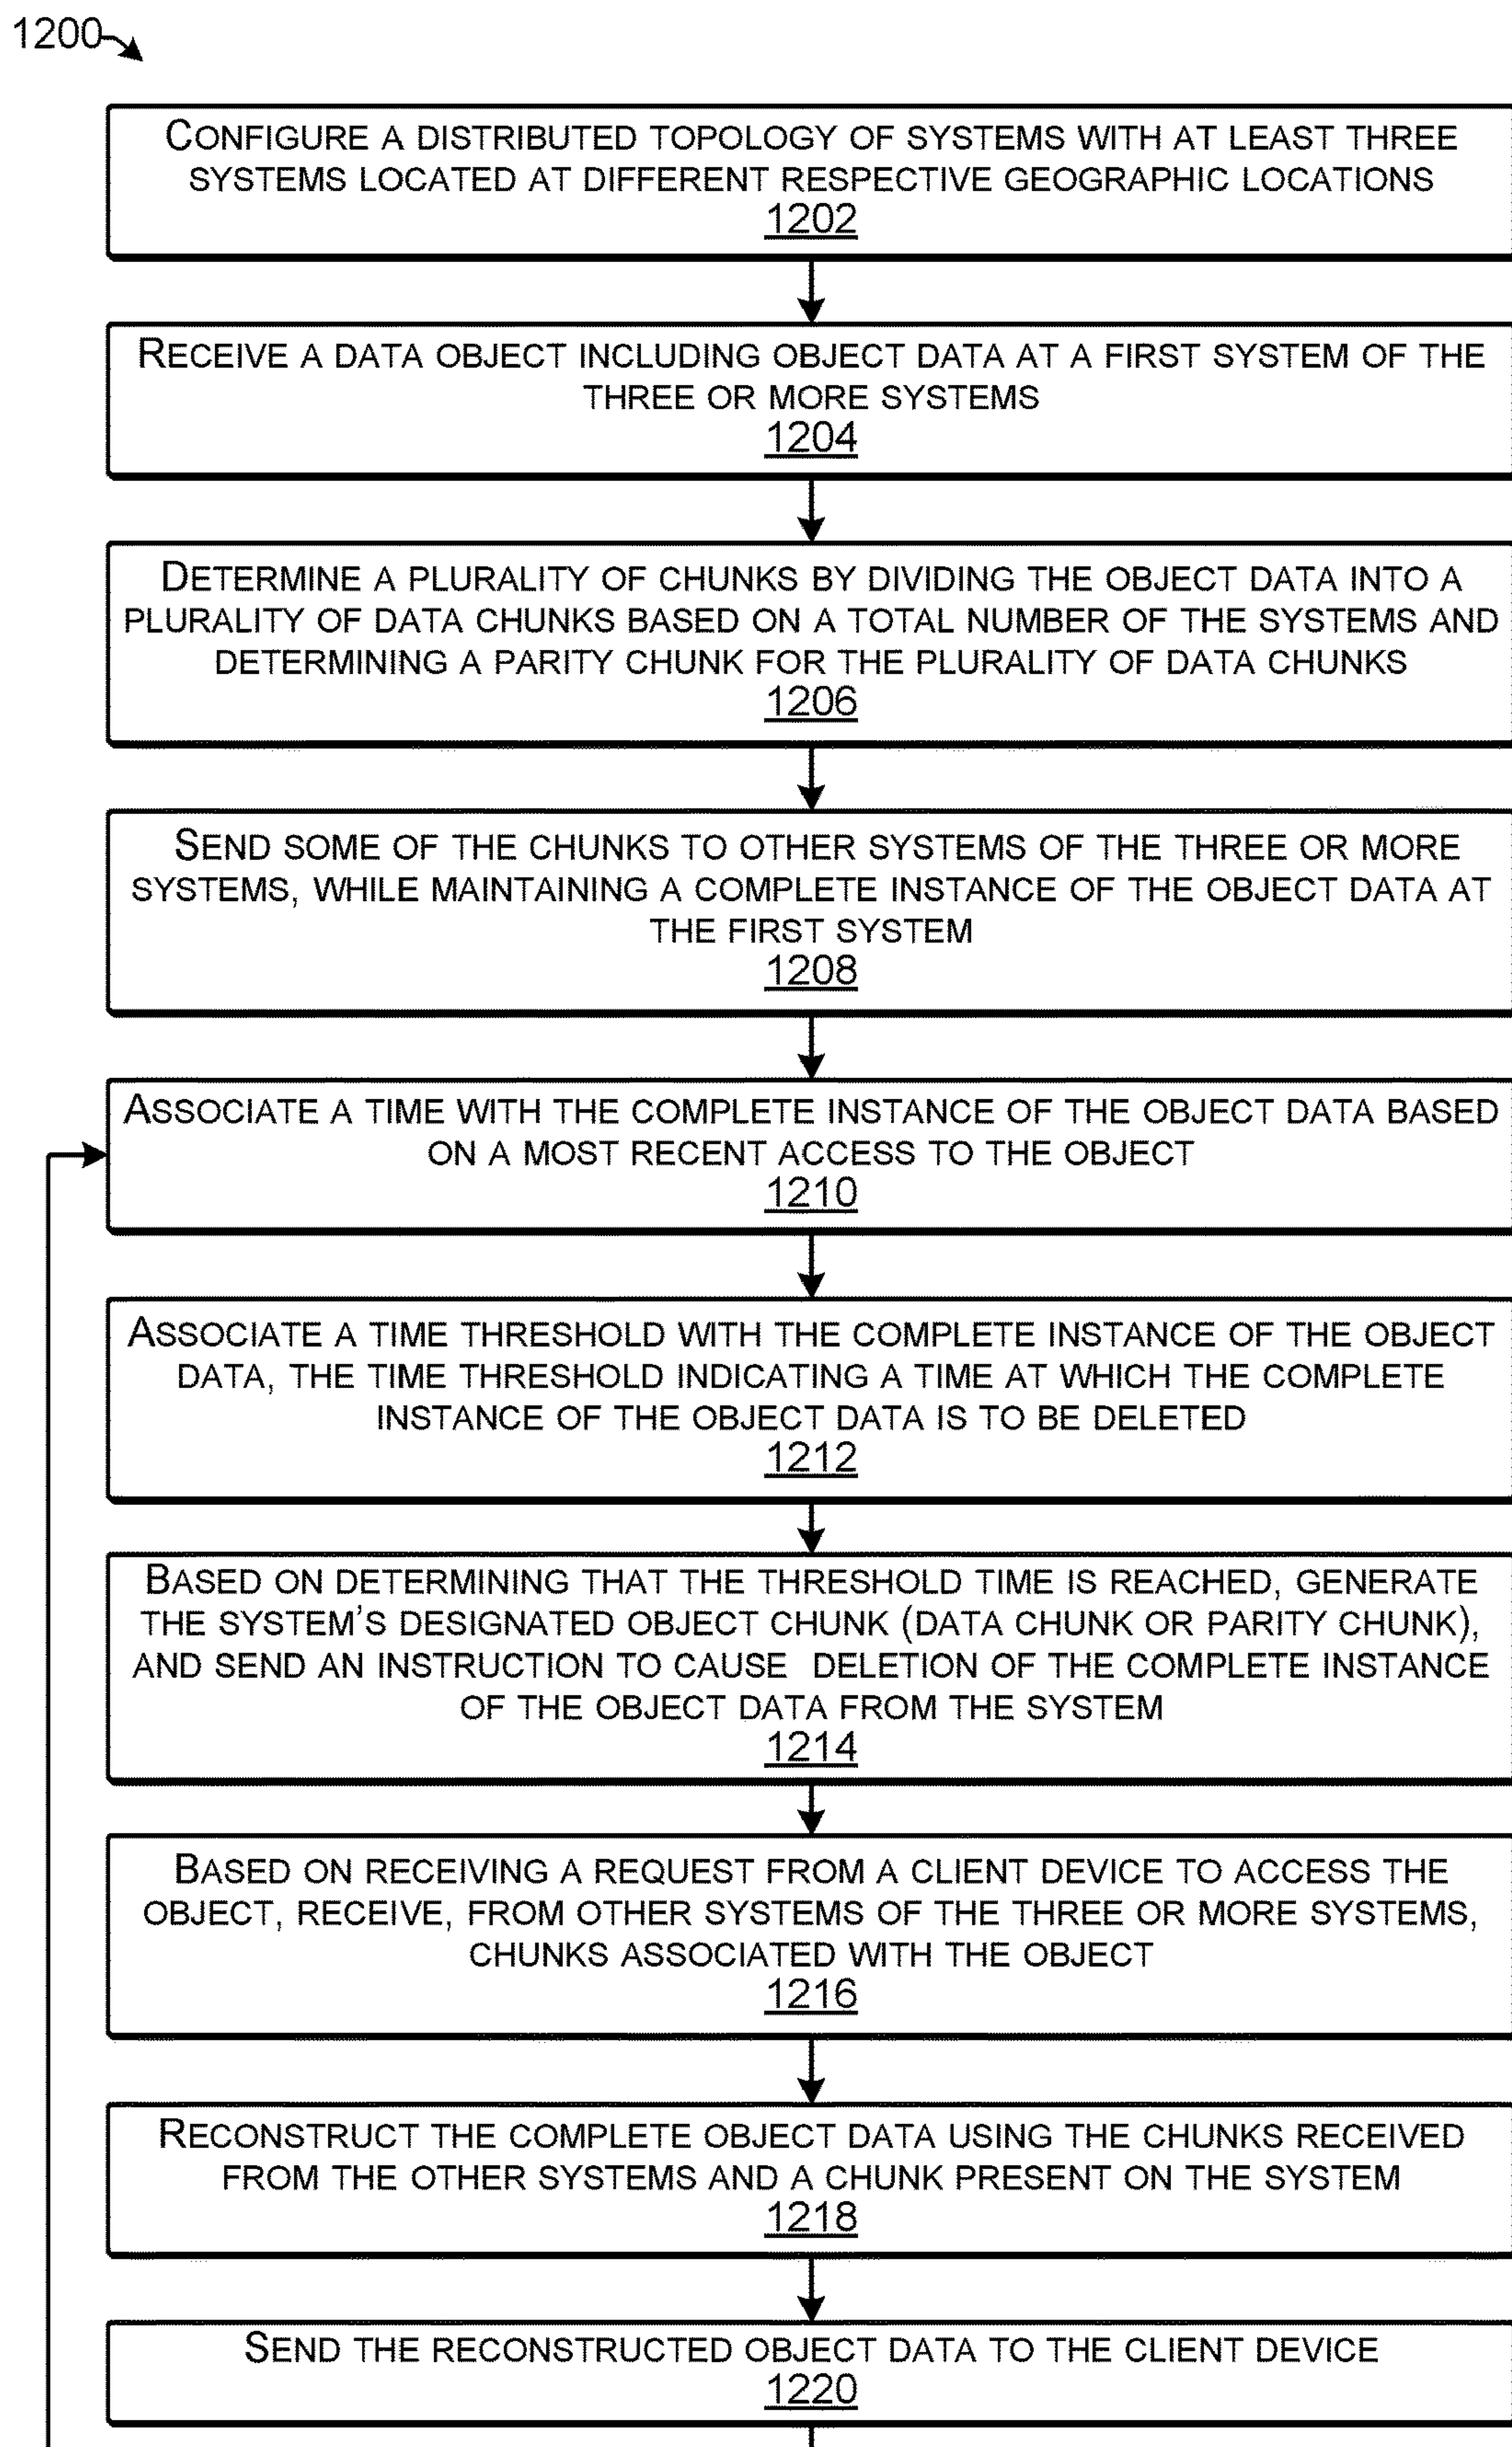 1200
CONFIGURE A DISTRIBUTED TOPOLOGY OF SYSTEMS WITH AT LEAST THREE
SYSTEMS LOCATED AT DIFFERENT RESPECTIVE GEOGRAPHIC LOCATIONS
1202
RECEIVE A DATA OBJECT INCLUDING OBJECT DATA AT A FIRST SYSTEM OF THE
THREE OR MORE SYSTEMS
1204
DETERMINE A PLURALITY OF CHUNKS BY DIVIDING THE OBJECT DATA INTO A
PLURALITY OF DATA CHUNKS BASED ON A TOTAL NUMBER OF THE SYSTEMS AND
DETERMINING A PARITY CHUNK FOR THE PLURALITY OF DATA CHUNKS
1206
SEND SOME OF THE CHUNKS TO OTHER SYSTEMS OF THE THREE OR MORE
SYSTEMS, WHILE MAINTAINING A COMPLETE INSTANCE OF THE OBJECT DATA AT
THE FIRST SYSTEM
1208
ASSOCIATE A TIME WITH THE COMPLETE INSTANCE OF THE OBJECT DATA BASED
ON A MOST RECENT ACCESS TO THE OBJECT
1210
ASSOCIATE A TIME THRESHOLD WITH THE COMPLETE INSTANCE OF THE OBJECT
DATA, THE TIME THRESHOLD INDICATING A TIME AT WHICH THE COMPLETE
INSTANCE OF THE OBJECT DATA IS TO BE DELETED
1212
BASED ON DETERMINING THAT THE THRESHOLD TIME IS REACHED, GENERATE
THE SYSTEM'S DESIGNATED OBJECT CHUNK (DATA CHUNK OR PARITY CHUNK),
AND SEND AN INSTRUCTION TO CAUSE DELETION OF THE COMPLETE INSTANCE
OF THE OBJECT DATA FROM THE SYSTEM
1214
BASED ON RECEIVING A REQUEST FROM A CLIENT DEVICE TO ACCESS THE
OBJECT, RECEIVE, FROM OTHER SYSTEMS OF THE THREE OR MORE SYSTEMS,
CHUNKS ASSOCIATED WITH THE OBJECT
1216
RECONSTRUCT THE COMPLETE OBJECT DATA USING THE CHUNKS RECEIVED
FROM THE OTHER SYSTEMS AND A CHUNK PRESENT ON THE SYSTEM
1218
SEND THE RECONSTRUCTED OBJECT DATA TO THE CLIENT DEVICE
1220